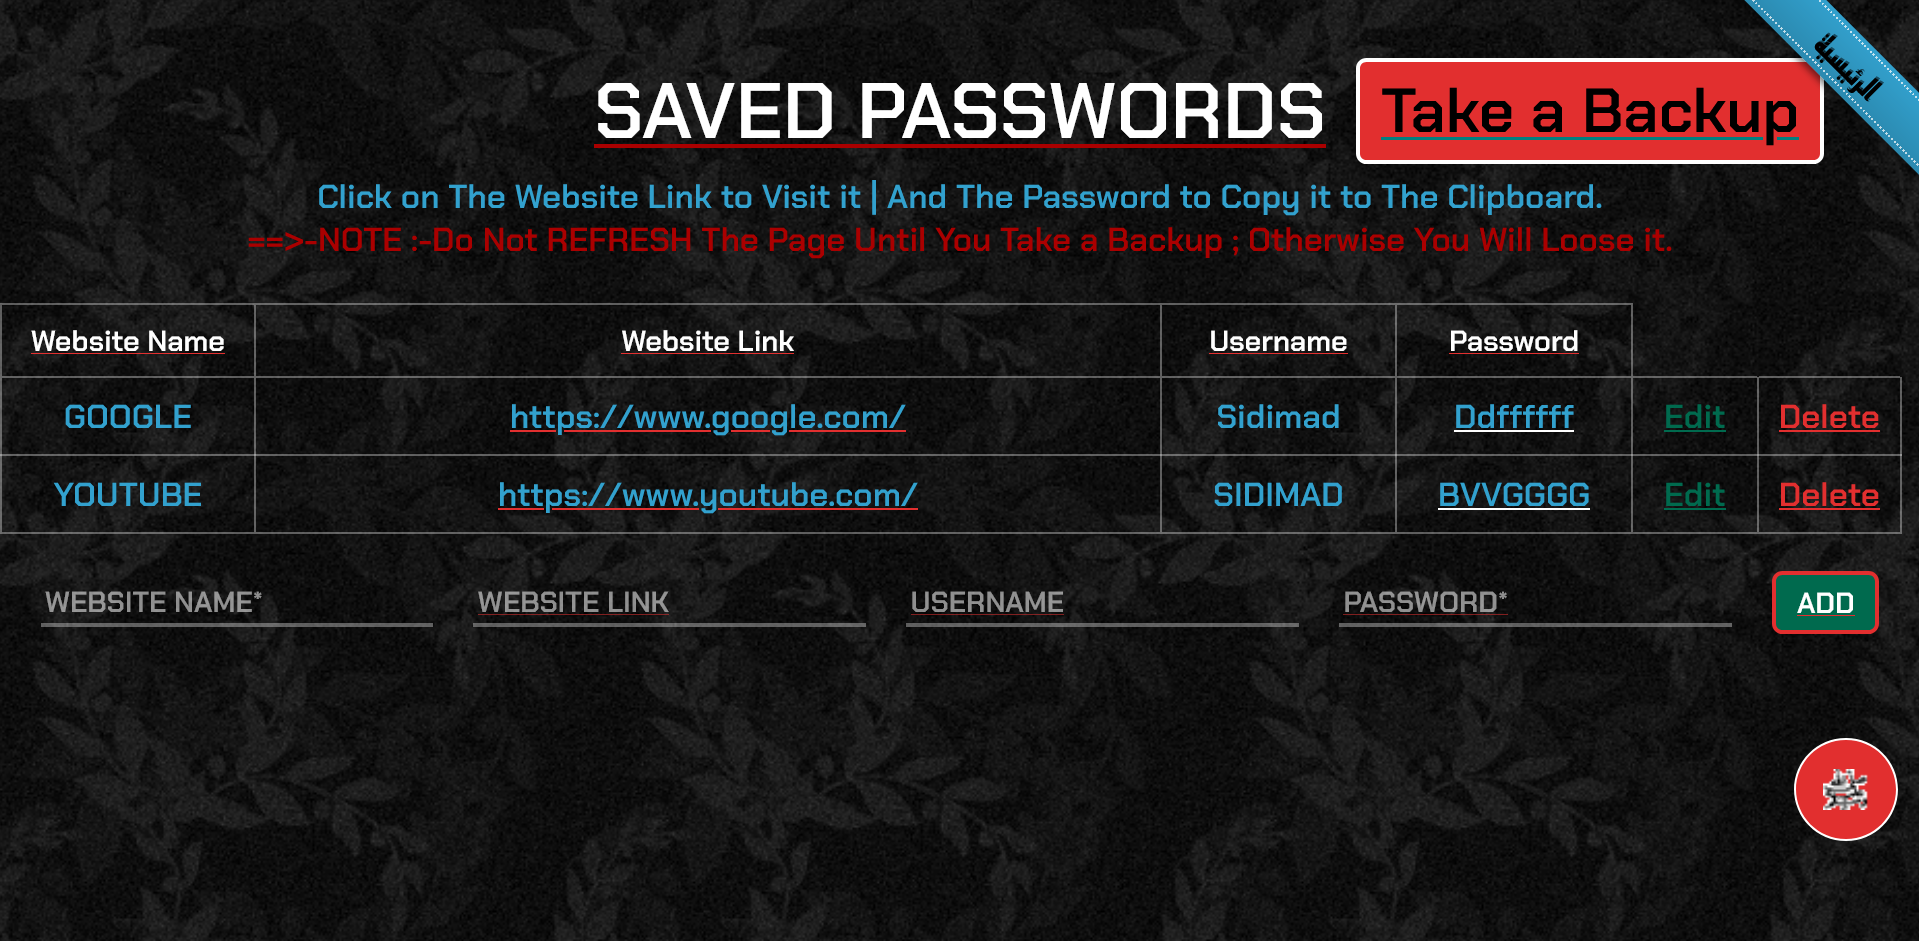 الرئيسية
SAVED PASSWORDS Take a Backup
Click on The Website Link to Visit it | And The Password to Copy it to The Clipboard.
==>-NOTE :-Do Not REFRESH The Page Until You Take a Backup ; Otherwise You Will Loose it.
Website Name Website Link Username Password
GOOGLE https://www.google.com/ Sidimad Ddffffff Edit Delete
YOUTUBE https://www.youtube.com/ SIDIMAD BVVGGGG Edit Delete
WEBSITE NAME* WEBSITE LINK USERNAME PASSWORD* ADD